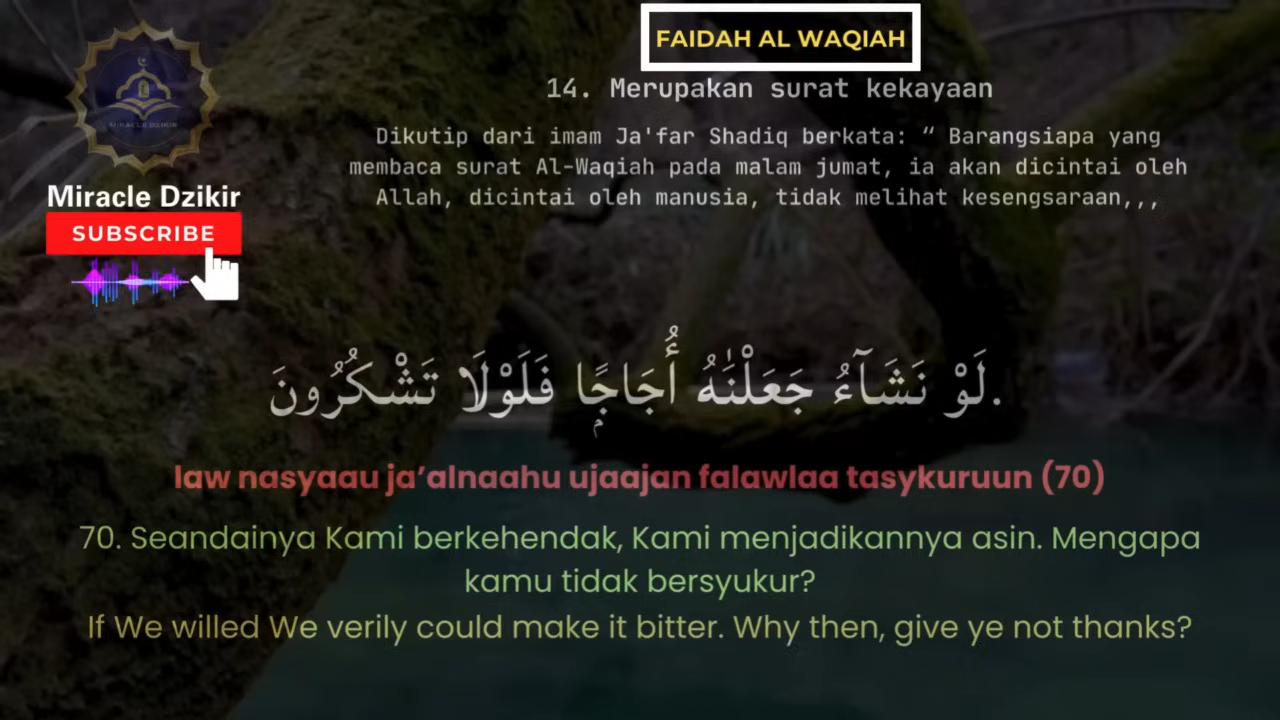 FAIDAH AL WAQIAH
14. Merupakan surat kekayaan
Dikutip dari imam Ja'far Shadiq berkata: “ Barangsiapa yang
membaca surat Al-Waqiah pada malam jumat, ia akan dicintai oleh
Allah, dicintai oleh manusia, tidak melihat kesengsaraan,,,
MIRACLE DZIKIR
Miracle Dzikir
SUBSCRIBE
لَوْ نَشَآءُ جَعَلْنٰهُ أُجَاجًۭا فَلَوْلَا تَشْكُرُونَ.
law nasyaau ja’alnaahu ujaajan falawlaa tasykuruun (70)
70. Seandainya Kami berkehendak, Kami menjadikannya asin. Mengapa
kamu tidak bersyukur?
If We willed We verily could make it bitter. Why then, give ye not thanks?